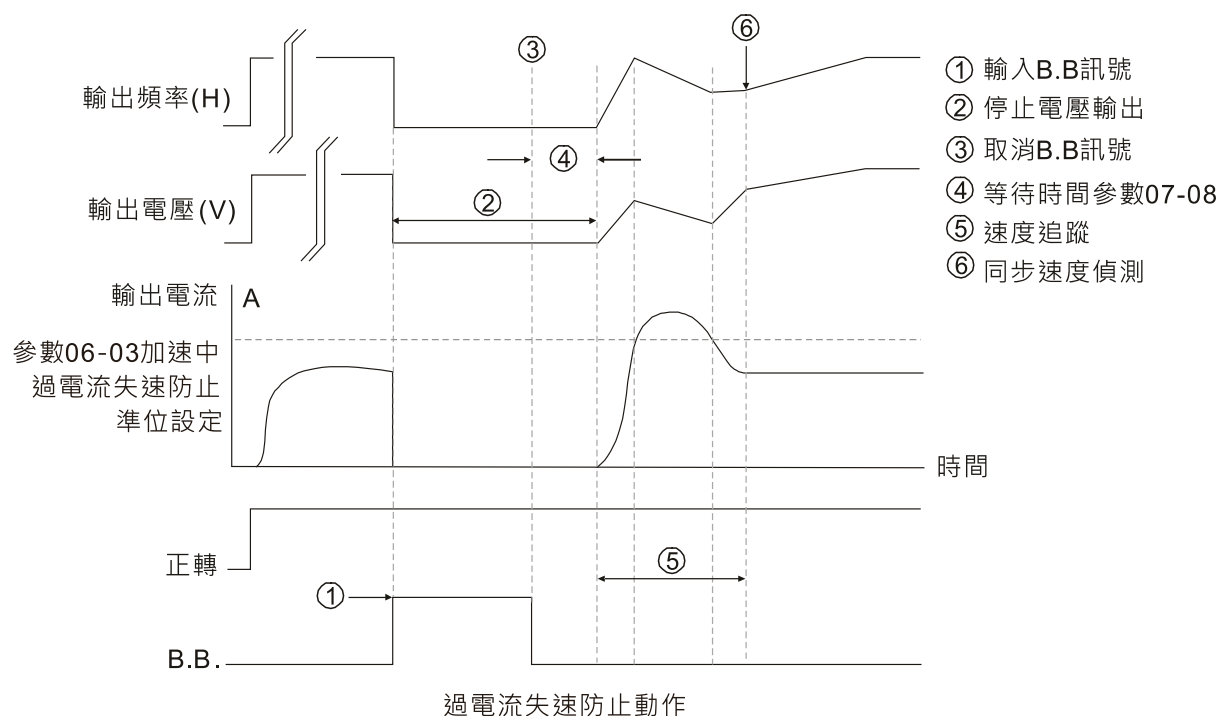 ⑥
③
輸出頻率(H)
④
輸出電壓(V)
②
① 輸入B.B訊號
② 停止電壓輸出
③ 取消B.B訊號
④ 等待時間參數07-08
⑤ 速度追蹤
⑥ 同步速度偵測
輸出電流
A
參數06-03加速中
過電流失速防止
準位設定
時間
正轉
⑤
①
B.B.
過電流失速防止動作